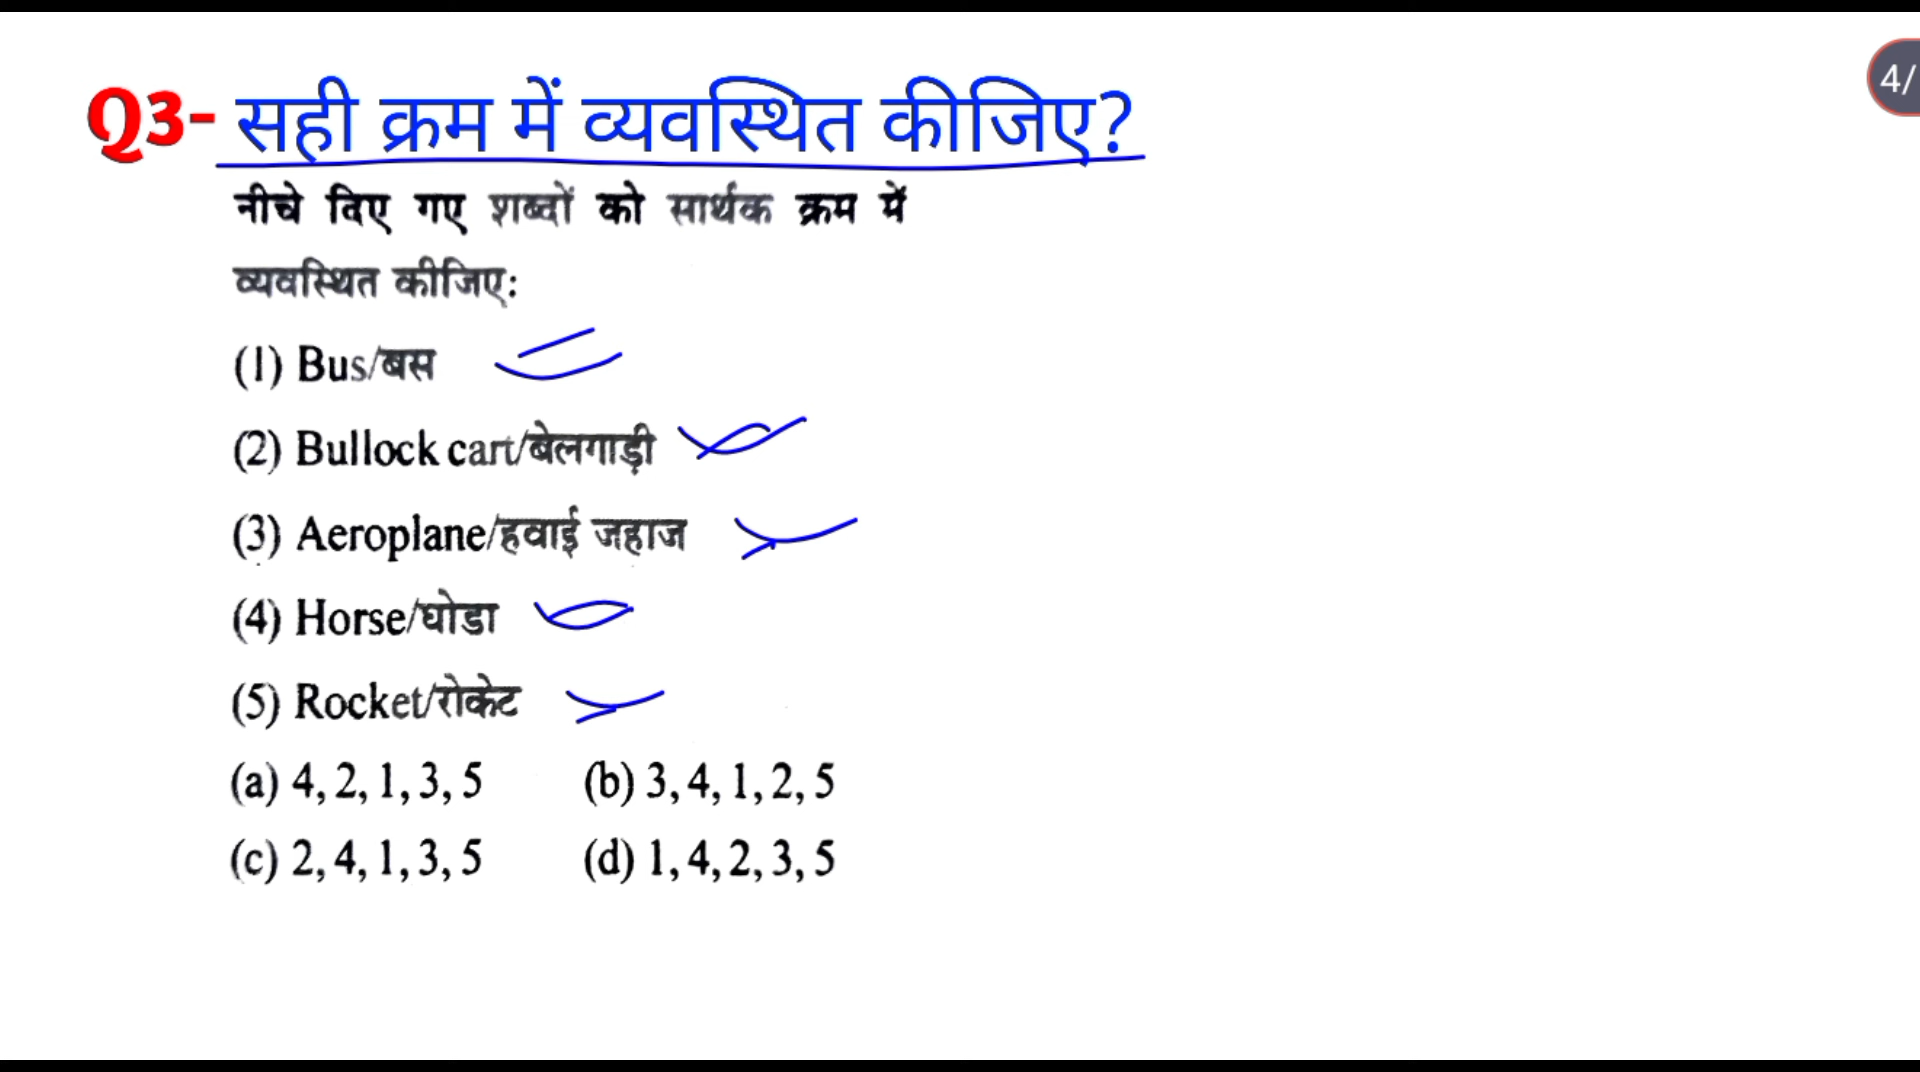 4/
Q3- सही क्रम में व्यवस्थित कीजिए?
नीचे दिए गए शब्दों को सार्थक क्रम में
व्यवस्थित कीजिए:
(1) Bus/बस
(2) Bullock cart/बेलगाड़ी
(3) Aeroplane/हवाई जहाज
(4) Horse/घोडा
(5) Rocket/रोकेट
(a) 4, 2, 1, 3, 5 (b) 3, 4, 1, 2, 5
(c) 2, 4, 1, 3, 5 (d) 1, 4, 2, 3, 5